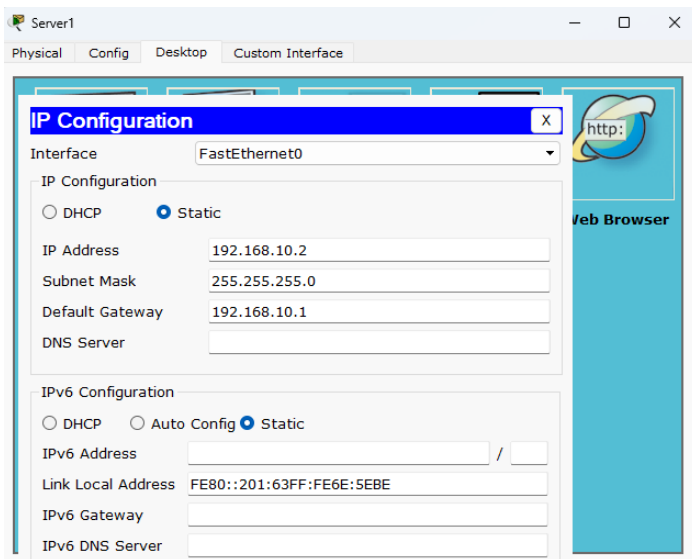 Server1
Physical Config Desktop Custom Interface
IP Configuration X
http:
Interface FastEthernet0
IP Configuration
DHCP Static
Web Browser
IP Address 192.168.10.2
Subnet Mask 255.255.255.0
Default Gateway 192.168.10.1
DNS Server
IPv6 Configuration
DHCP Auto Config Static
IPv6 Address /
Link Local Address FE80::201:63FF:FE6E:5EBE
IPv6 Gateway
IPv6 DNS Server